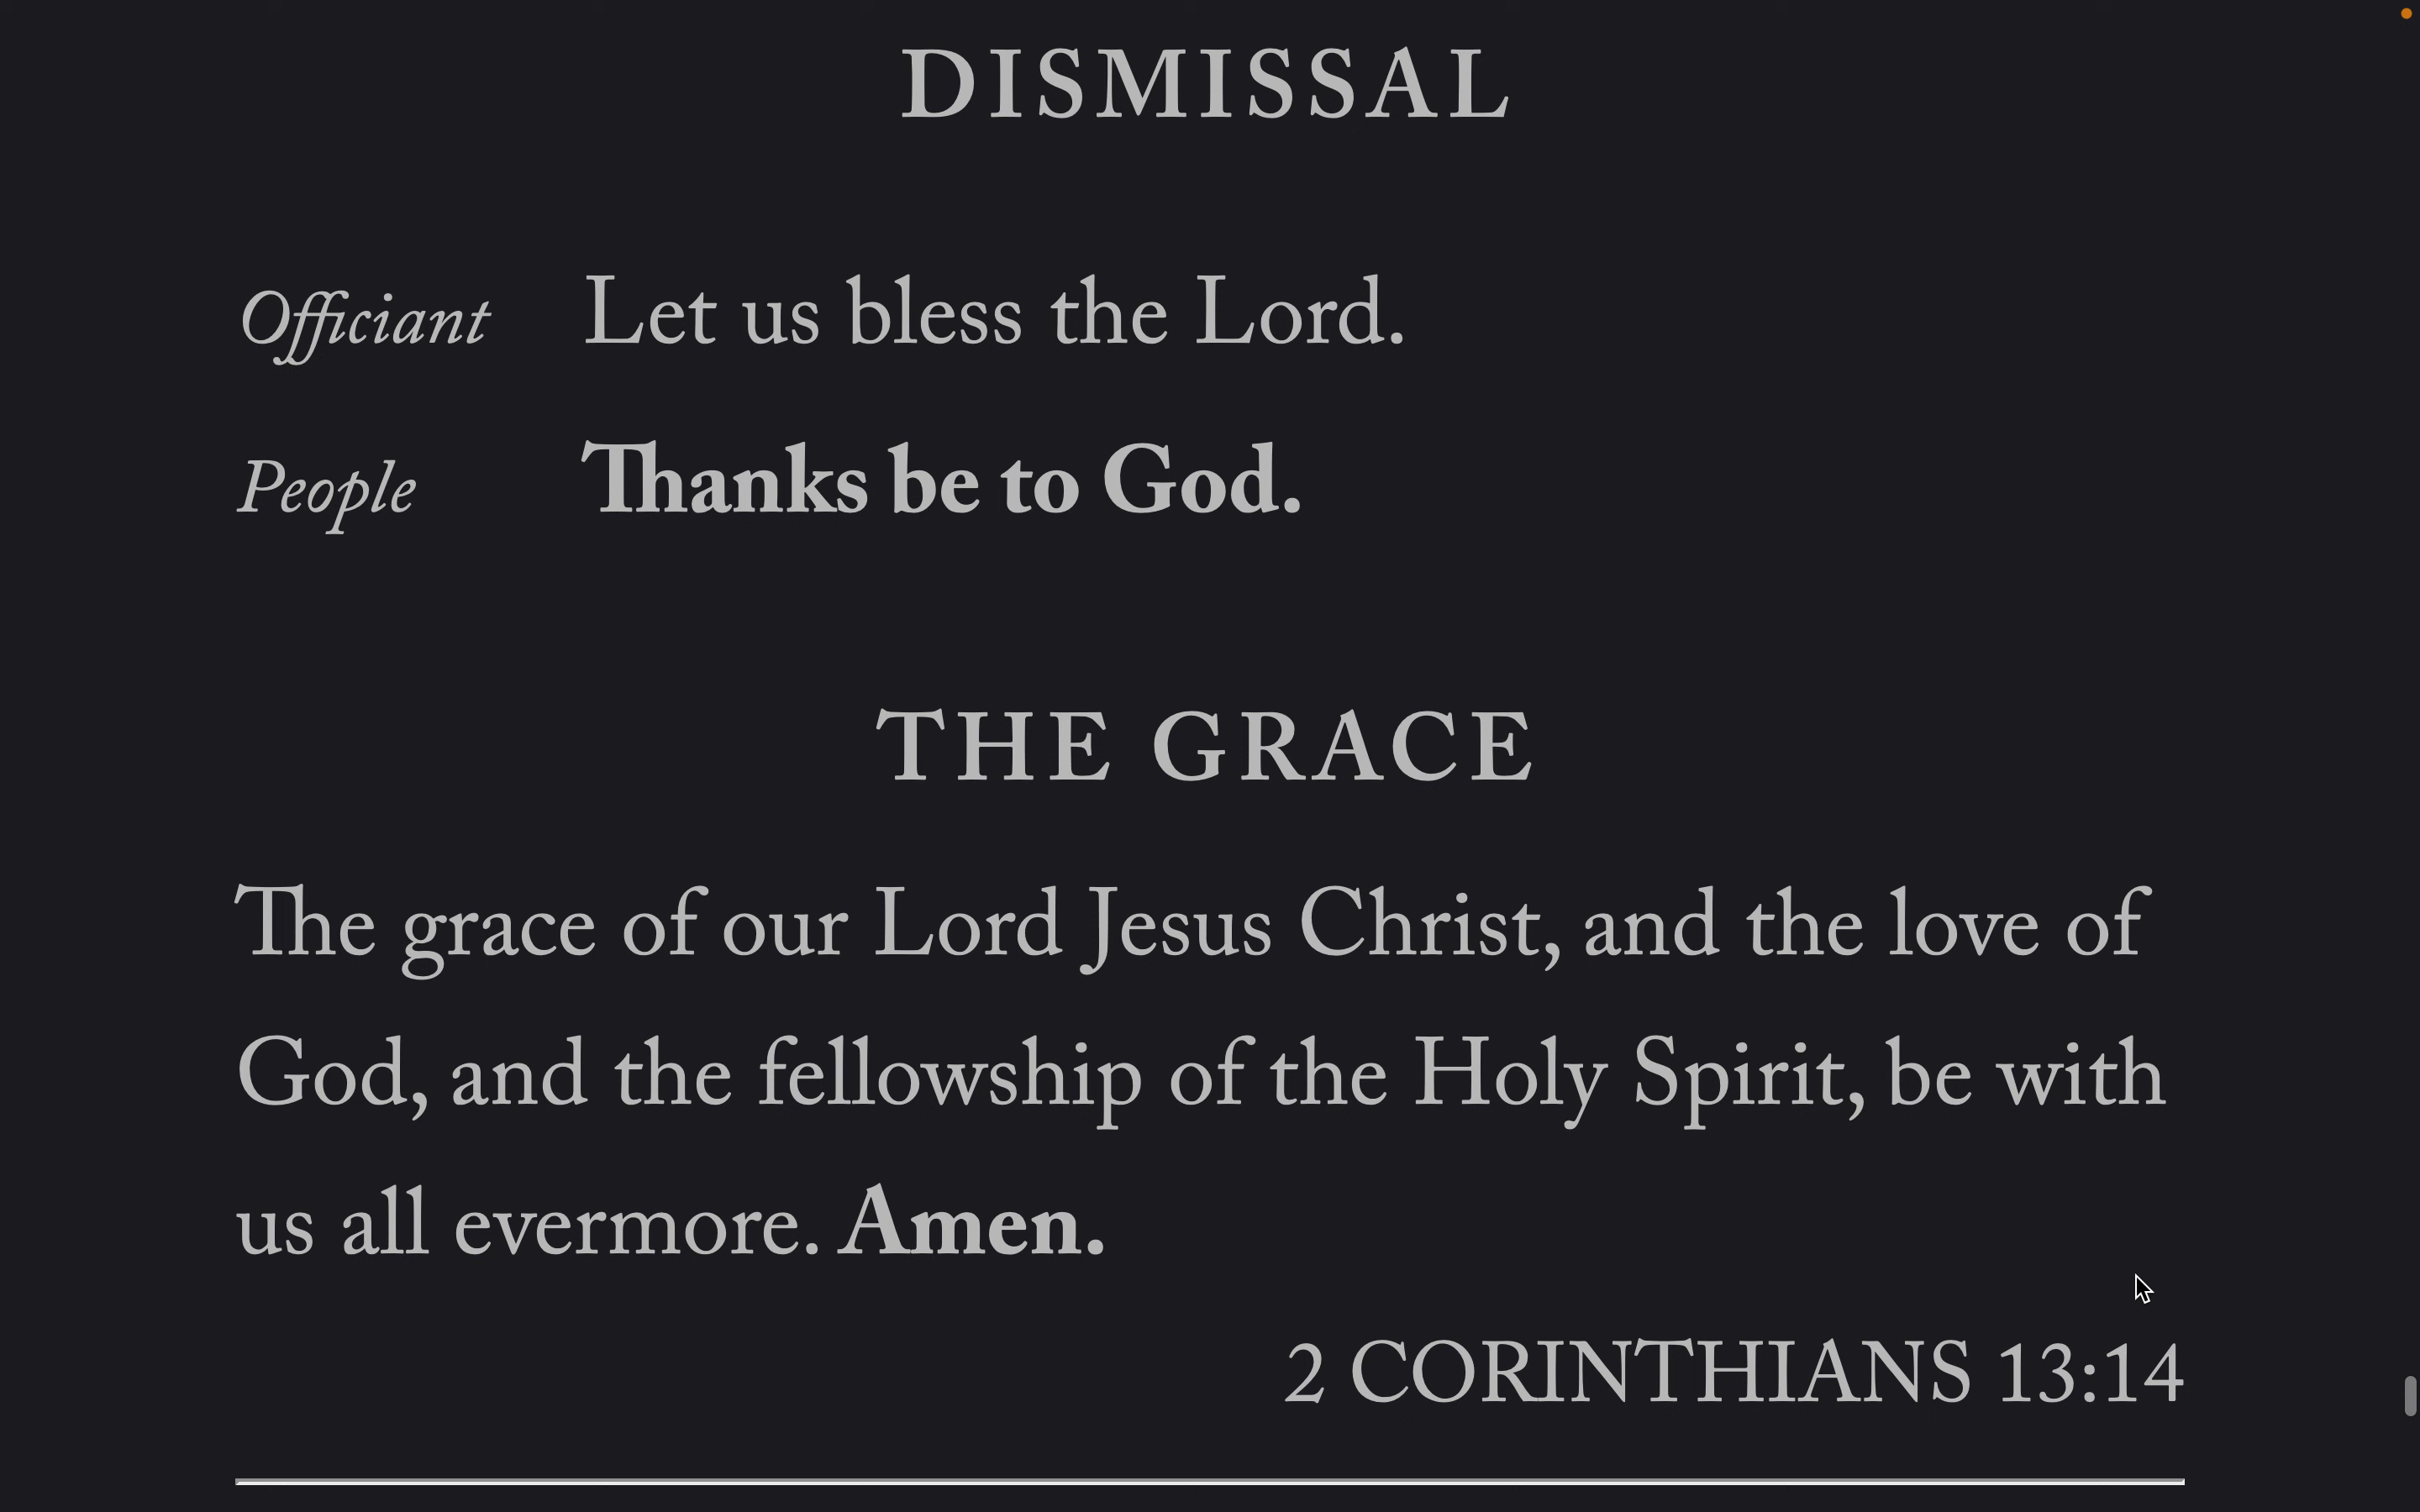 DISMISSAL
Officiant Let us bless the Lord.
People Thanks be to God.
THE GRACE
The grace of our Lord Jesus Christ, and the love of
God, and the fellowship of the Holy Spirit, be with
us all evermore. Amen.
2 CORINTHIANS 13:14